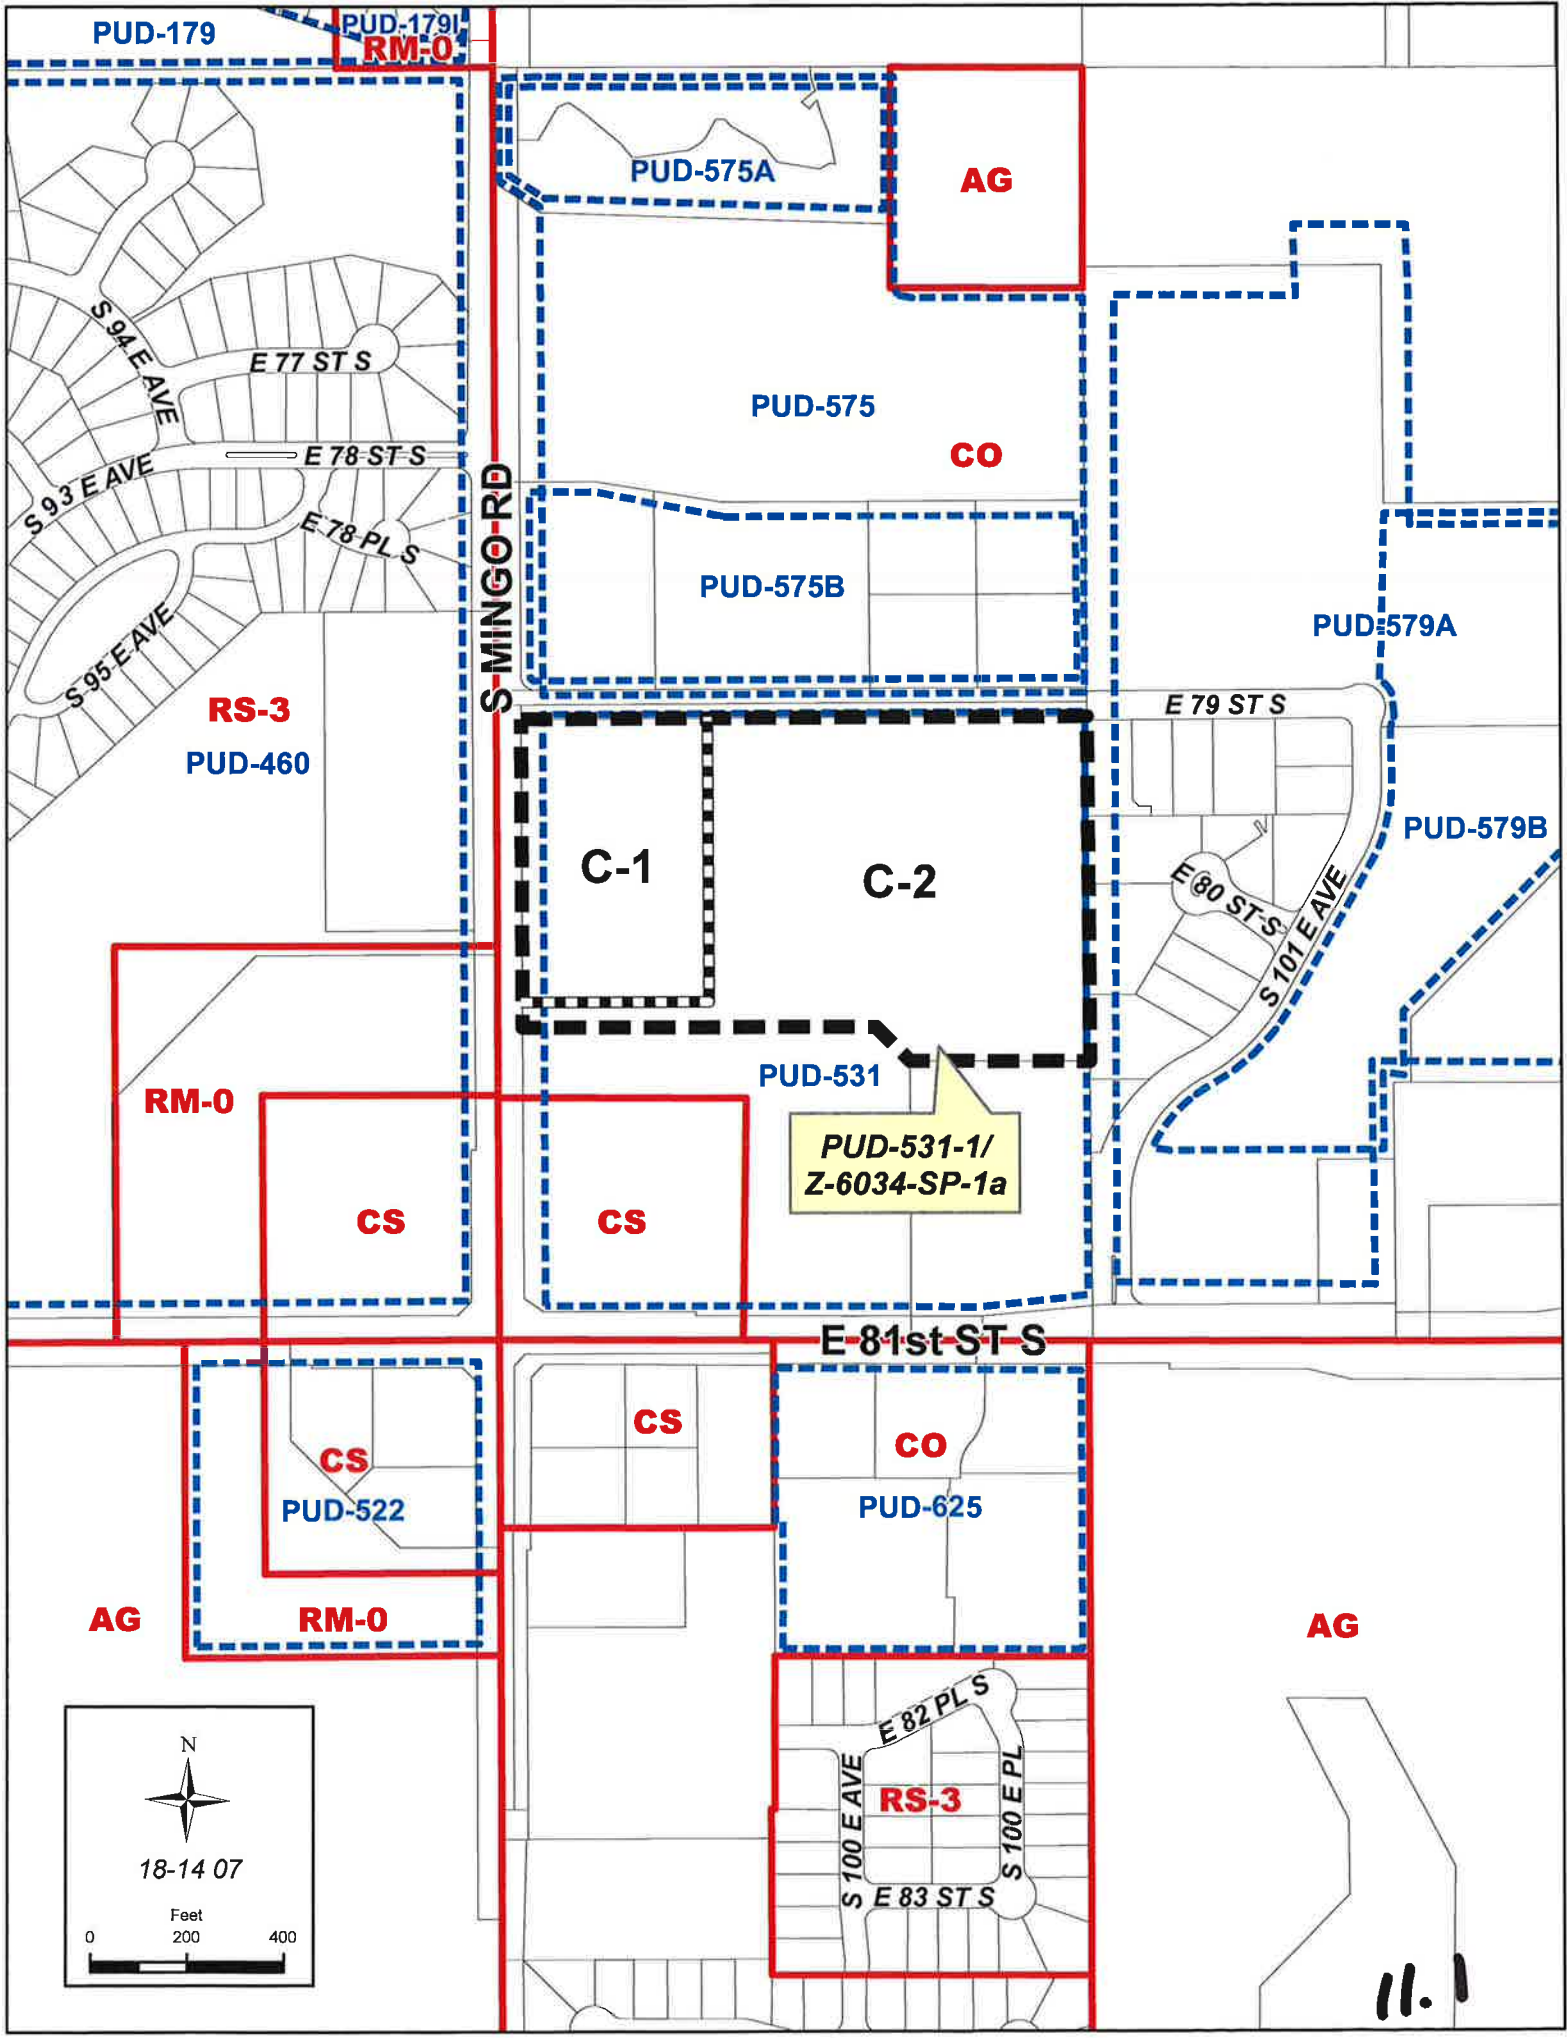 PUD-179
PUD-179I
RM-0
PUD-575A
AG
S 94 E AVE
E 77 ST S
PUD-575
CO
E 78 ST S
S 93 E AVE
E 78 PL S
S MINGO RD
PUD-575B
PUD-579A
S 95 E AVE
RS-3
PUD-460
E 79 ST S
C-1
C-2
PUD-579B
E 80 ST S
S 101 E AVE
PUD-531
RM-0
PUD-531-1/
Z-6034-SP-1a
CS
CS
E 81st ST S
CS
CS
CO
PUD-522
PUD-625
AG
RM-0
AG
E 82 PL S
S 100 E AVE
RS-3
S 100 E PL
E 83 ST S
N
18-14 07
Feet
0 200 400
11.1